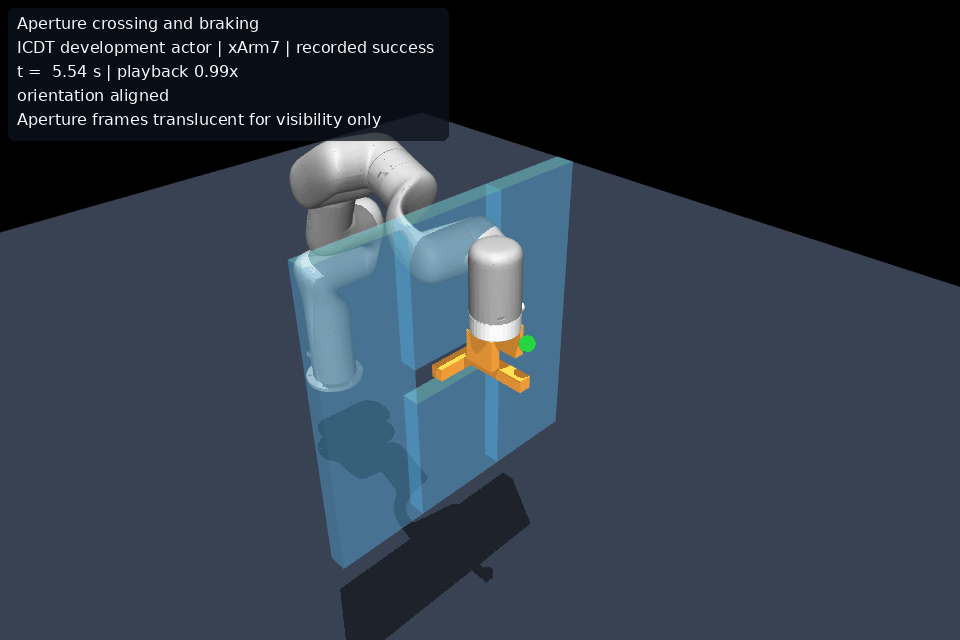 Aperture crossing and braking
ICDT development actor | xArm7 | recorded success
t =  5.54 s | playback 0.99x
orientation aligned
Aperture frames translucent for visibility only